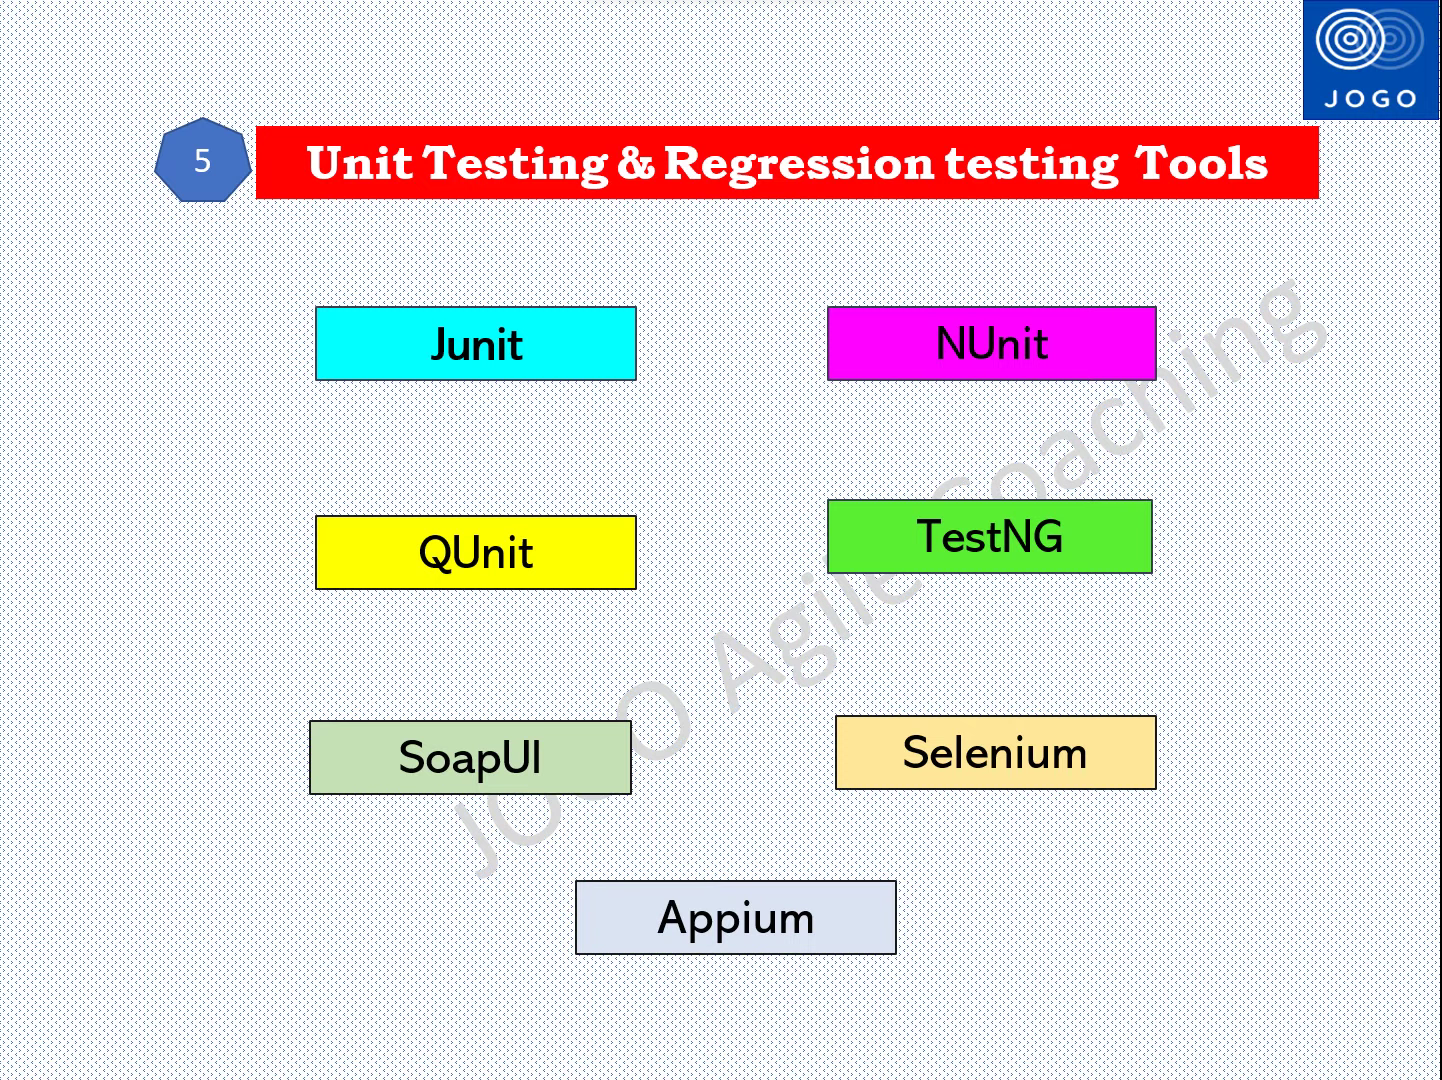 JOGO
5
Unit Testing & Regression testing Tools
Junit
NUnit
QUnit
TestNG
SoapUI
Selenium
Appium
JOGO Agile Coaching